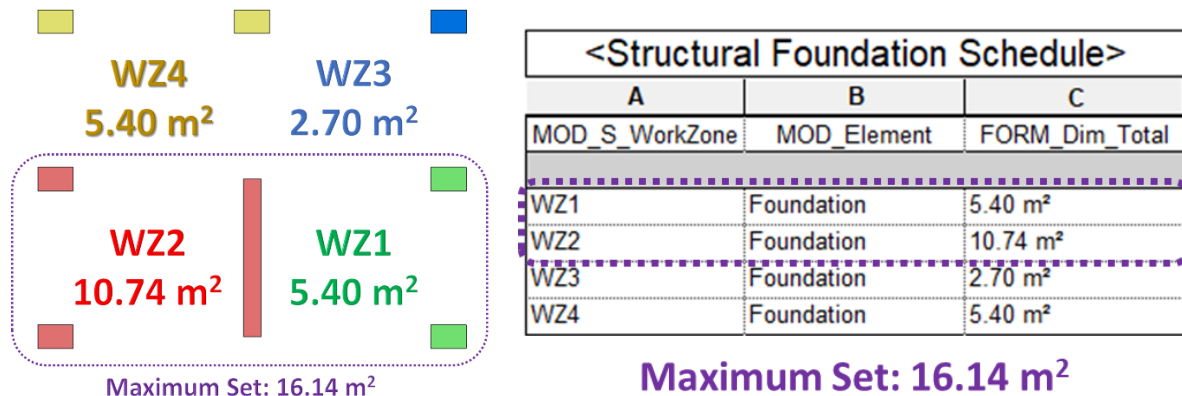 WZ4
5.40 m²
WZ3
2.70 m²
WZ2
10.74 m²
WZ1
5.40 m²
Maximum Set: 16.14 m²
<Structural Foundation Schedule>
A B C
MOD_S_WorkZone MOD_Element FORM_Dim_Total
WZ1 Foundation 5.40 m²
WZ2 Foundation 10.74 m²
WZ3 Foundation 2.70 m²
WZ4 Foundation 5.40 m²
Maximum Set: 16.14 m²